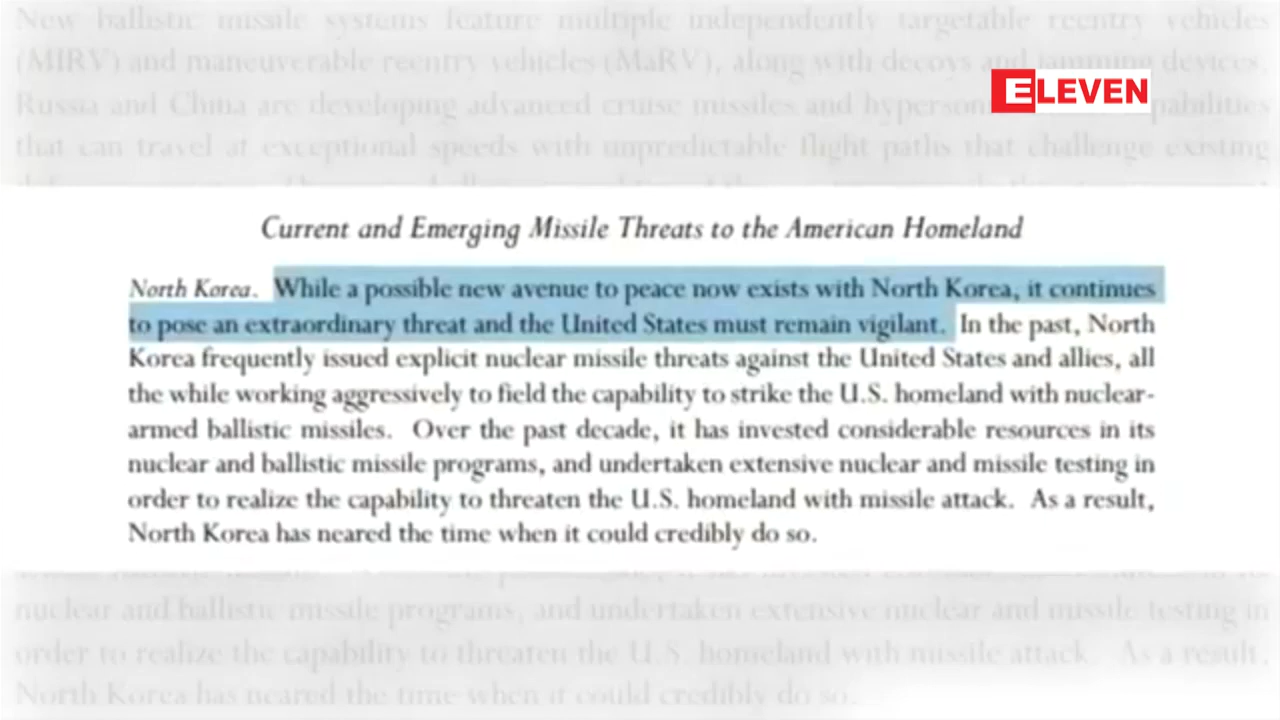 New ballistic missile systems feature multiple independently targetable reentry vehicles
(MIRV) and maneuverable reentry vehicles (MaRV), along with decoys and jamming devices.
ELEVEN
Russia and China are developing advanced cruise missiles and hypersonic pabilities
that can travel at exceptional speeds with unpredictable flight paths that challenge existing
Current and Emerging Missile Threats to the American Homeland
North Korea. While a possible new avenue to peace now exists with North Korea, it continues
to pose an extraordinary threat and the United States must remain vigilant. In the past, North
Korea frequently issued explicit nuclear missile threats against the United States and allies, all
the while working aggressively to field the capability to strike the U.S. homeland with nuclear-
armed ballistic missiles. Over the past decade, it has invested considerable resources in its
nuclear and ballistic missile programs, and undertaken extensive nuclear and missile testing in
order to realize the capability to threaten the U.S. homeland with missile attack. As a result,
North Korea has neared the time when it could credibly do so.
nuclear and ballistic missile programs, and undertaken extensive nuclear and missile testing in
order to realize the capability to threaten the U.S. homeland with missile attack. As a result,
North Korea has neared the time when it could credibly do so.